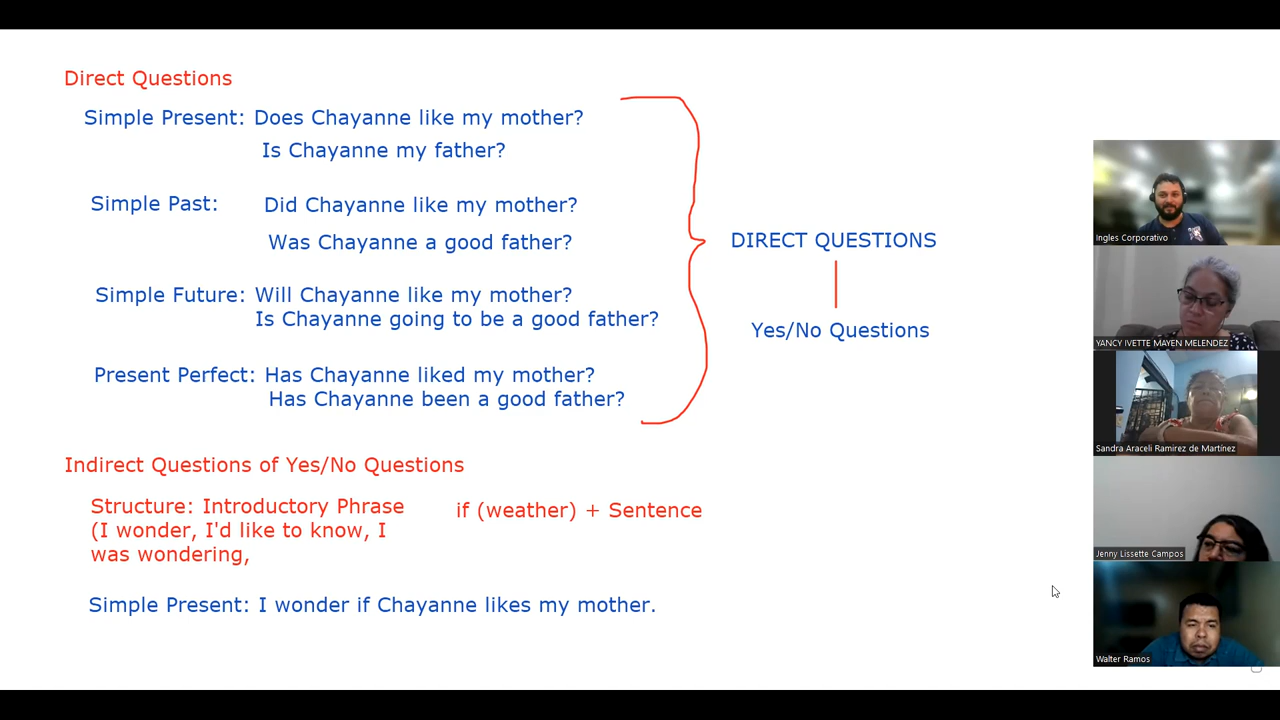 Direct Questions
Simple Present: Does Chayanne like my mother?
Is Chayanne my father?
Simple Past: Did Chayanne like my mother?
Was Chayanne a good father?
Simple Future: Will Chayanne like my mother?
Is Chayanne going to be a good father?
Present Perfect: Has Chayanne liked my mother?
Has Chayanne been a good father?
DIRECT QUESTIONS
Yes/No Questions
Indirect Questions of Yes/No Questions
Structure: Introductory Phrase
(I wonder, I'd like to know, I
was wondering,
if (weather) + Sentence
Simple Present: I wonder if Chayanne likes my mother.
Ingles Corporativo
YANCY IVETTE MAYEN MELENDEZ
Sandra Araceli Ramirez de Martínez
Jenny Lissette Campos
Walter Ramos